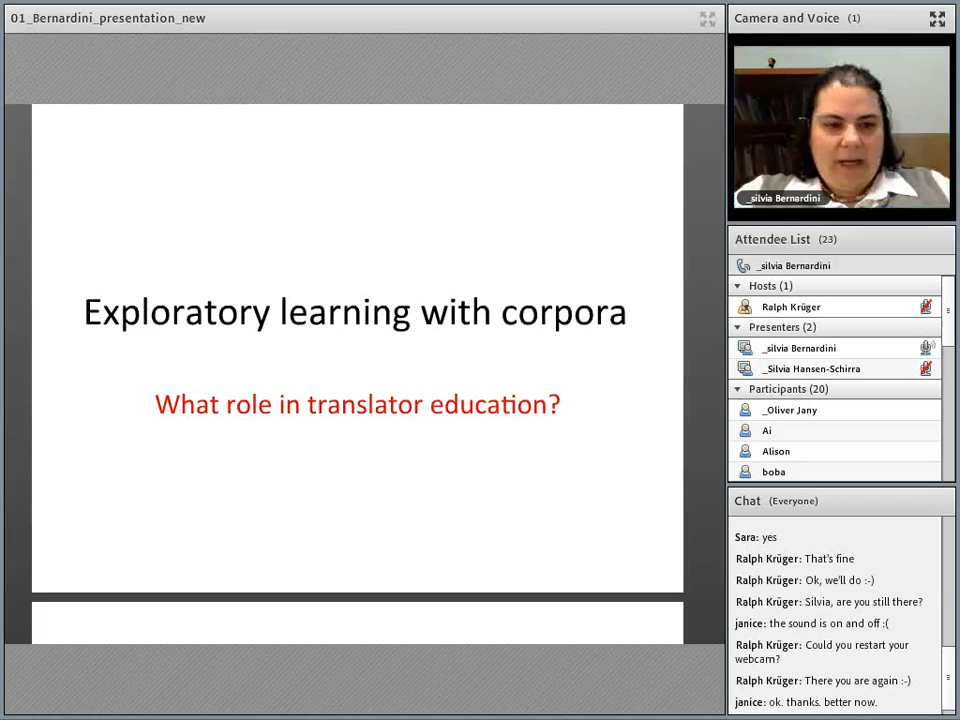 01_Bernardini_presentation_new
Exploratory learning with corpora
What role in translator education?
Camera and Voice (1)
_silvia Bernardini
Attendee List (23)
_silvia Bernardini
Hosts (1)
Ralph Krüger
Presenters (2)
_silvia Bernardini
_Silvia Hansen-Schirra
Participants (20)
_Oliver Jany
Ai
Alison
boba
Chat (Everyone)
Sara: yes
Ralph Krüger: That's fine
Ralph Krüger: Ok, we'll do :-)
Ralph Krüger: Silvia, are you still there?
janice: the sound is on and off ;(
Ralph Krüger: Could you restart your
webcam?
Ralph Krüger: There you are again :-)
janice: ok. thanks. better now.